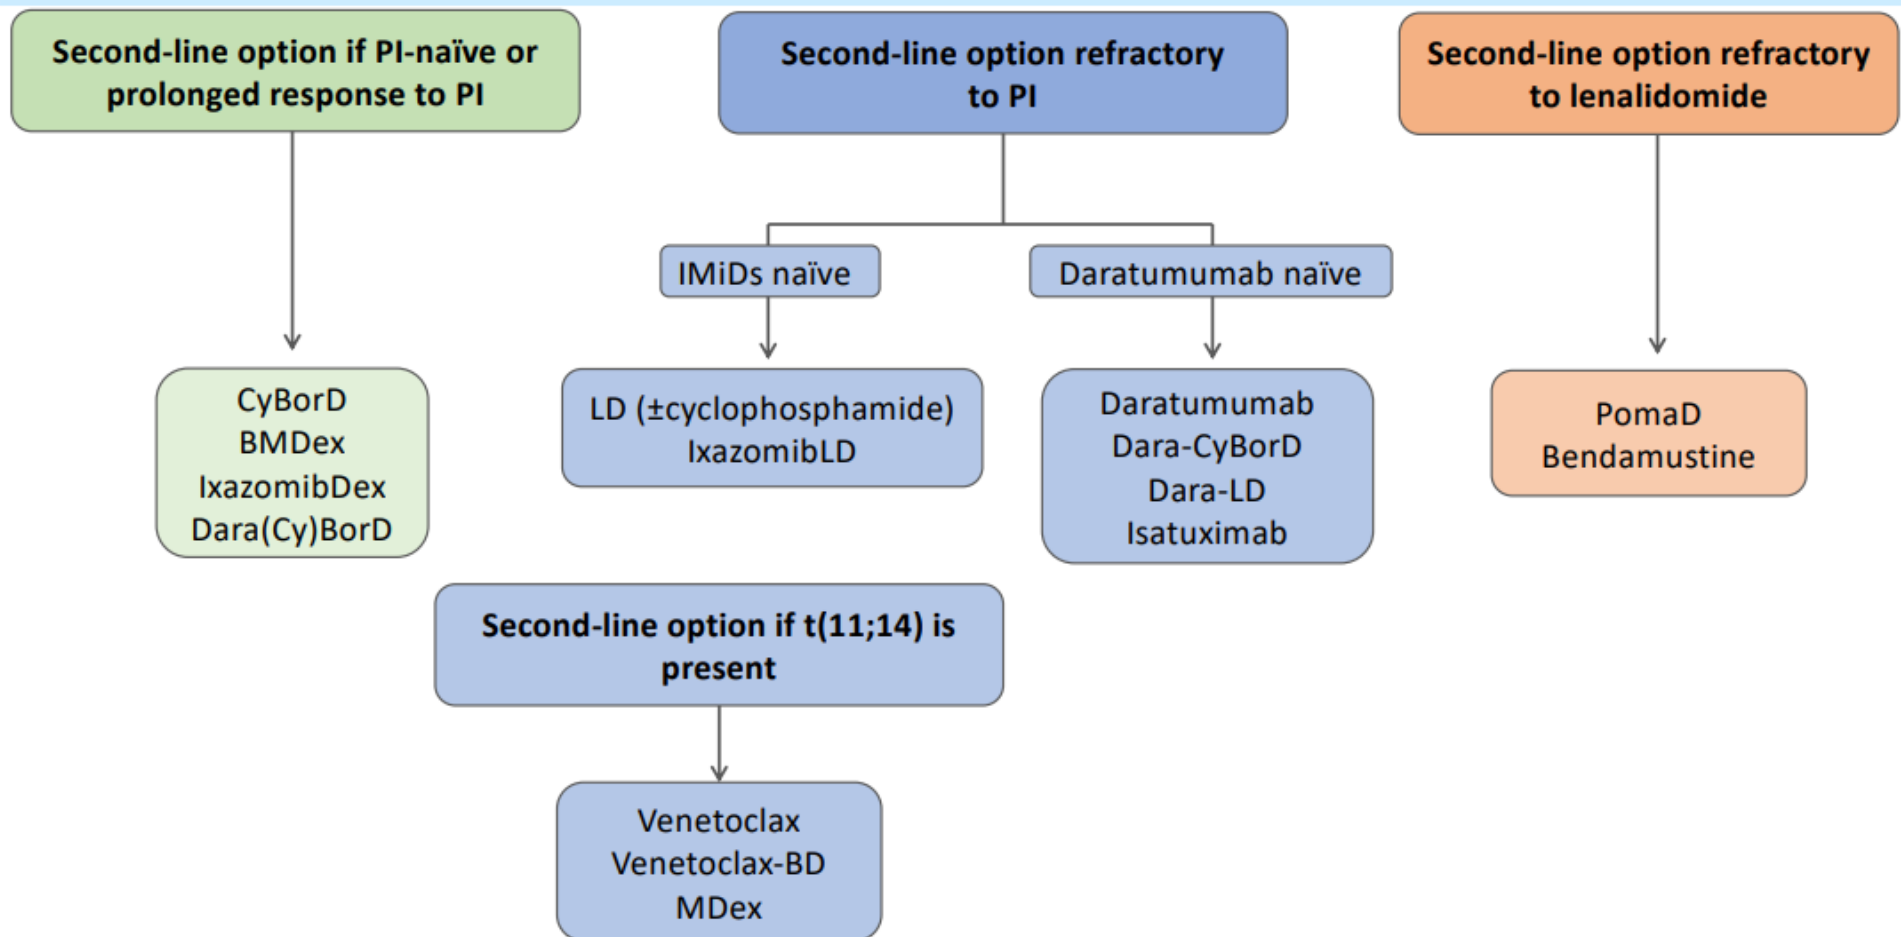 Second-line option if PI-naïve or
prolonged response to PI
Second-line option refractory
to PI
Second-line option refractory
to lenalidomide
IMiDs naïve
Daratumumab naïve
CyBorD
BMDex
IxazomibDex
Dara(Cy)BorD
LD (±cyclophosphamide)
IxazomibLD
Daratumumab
Dara-CyBorD
Dara-LD
Isatuximab
PomaD
Bendamustine
Second-line option if t(11;14) is
present
Venetoclax
Venetoclax-BD
MDex